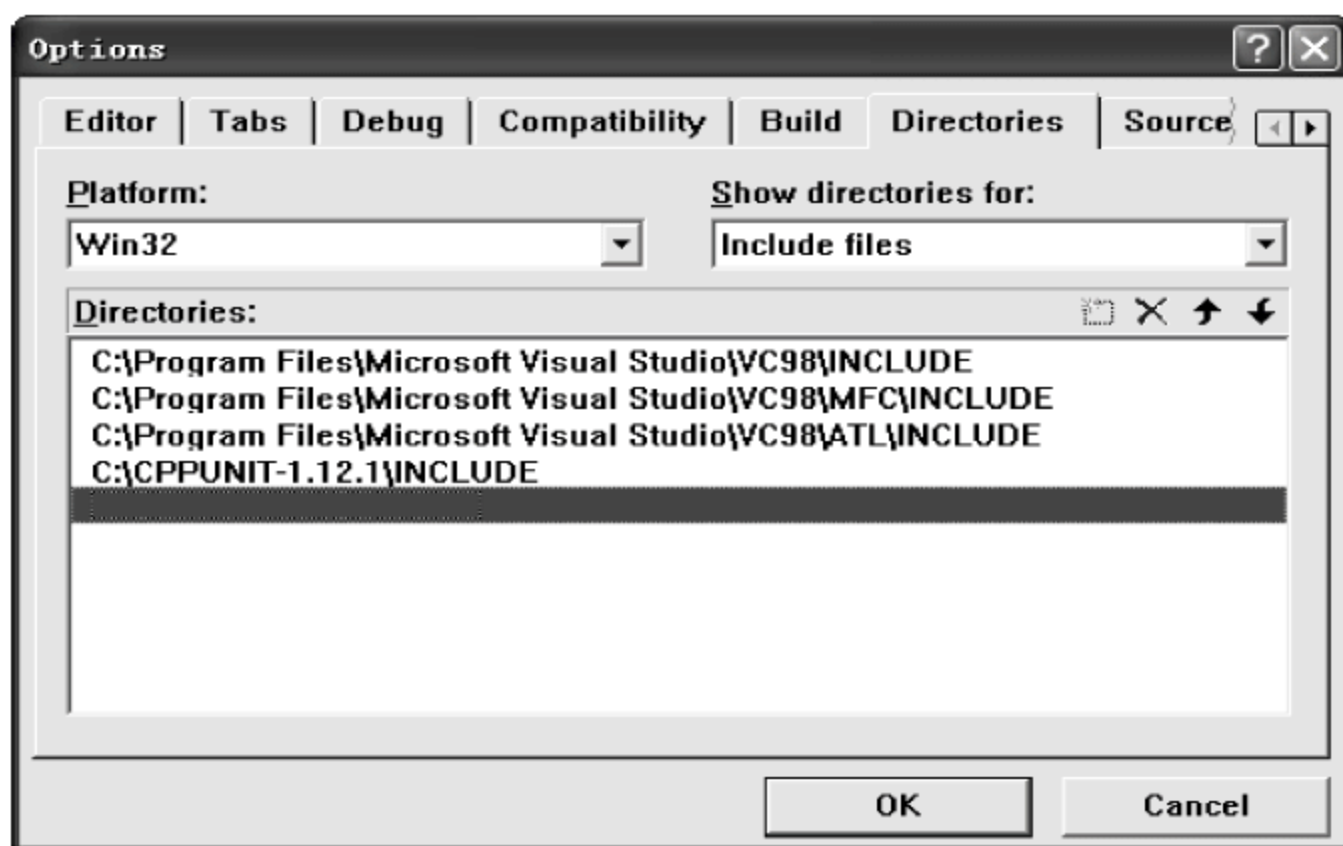 Options
Editor Tabs Debug Compatibility Build Directories Source
Platform: Show directories for:
Win32 Include files
Directories:
C:\Program Files\Microsoft Visual Studio\VC98\INCLUDE
C:\Program Files\Microsoft Visual Studio\VC98\MFC\INCLUDE
C:\Program Files\Microsoft Visual Studio\VC98\ATL\INCLUDE
C:\CPPUNIT-1.12.1\INCLUDE
OK Cancel